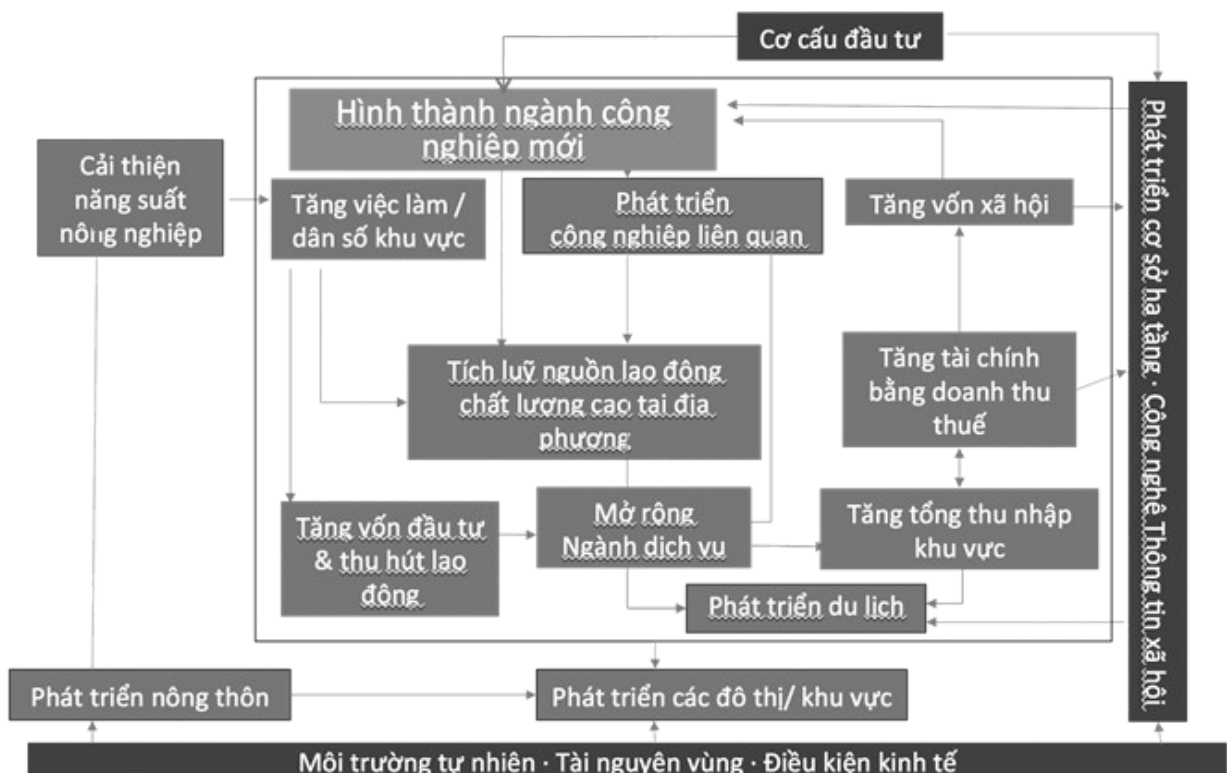 Cơ cấu đầu tư
Hình thành ngành công
nghiệp mới
Cải thiện
năng suất
nông nghiệp
Tăng việc làm /
dân số khu vực
Phát triển
công nghiệp liên quan
Tăng vốn xã hội
Tích luỹ nguồn lao động
chất lượng cao tại địa
phương
Tăng tài chính
bằng doanh thu
thuế
Tăng vốn đầu tư
& thu hút lao
động
Mở rộng
Ngành dịch vụ
Tăng tổng thu nhập
khu vực
Phát triển du lịch
Phát triển cơ sở hạ tầng · Công nghệ Thông tin xã hội
Phát triển nông thôn
Phát triển các đô thị/ khu vực
Môi trường tự nhiên · Tài nguyên vùng · Điều kiện kinh tế